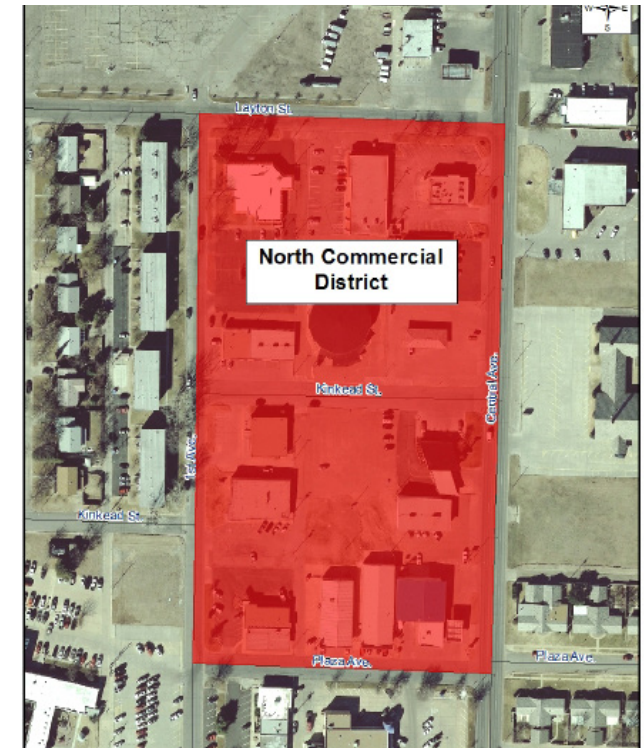 W E
S
Layton St.
North Commercial
District
Kinkead St.
Central Ave.
1st Ave.
Kinkead St.
Plaza Ave.
Plaza Ave.